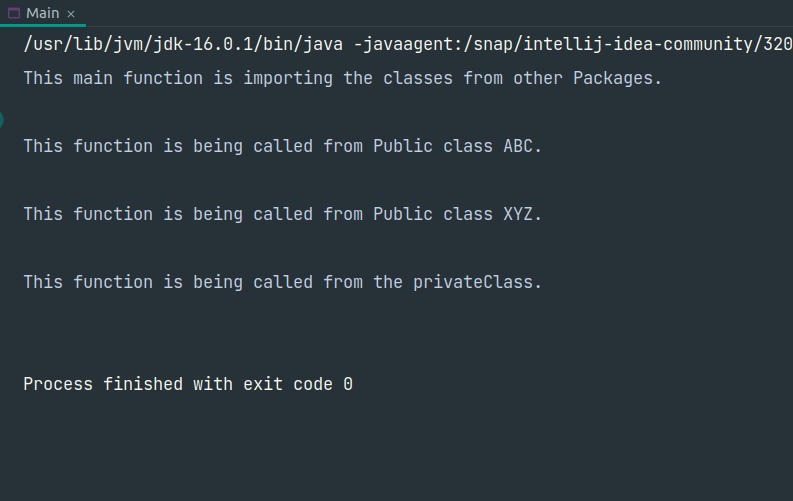 Main ×
/usr/lib/jvm/jdk-16.0.1/bin/java -javaagent:/snap/intellij-idea-community/320
This main function is importing the classes from other Packages.
This function is being called from Public class ABC.
This function is being called from Public class XYZ.
This function is being called from the privateClass.
Process finished with exit code 0